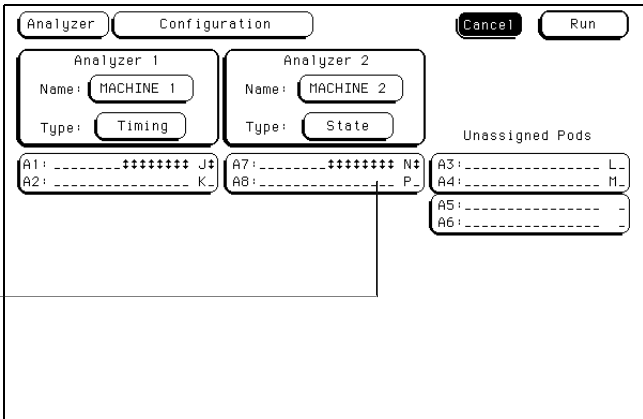 Analyzer Configuration Cancel Run
Analyzer 1
Name: MACHINE 1
Type: Timing
Analyzer 2
Name: MACHINE 2
Type: State
Unassigned Pods
A1: _______‡‡‡‡‡‡‡‡ J‡
A2: ________________ K_
A7: _______‡‡‡‡‡‡‡‡ N‡
A8: ________________ P_
A3: ________________ L_
A4: ________________ M_
A5: ________________ _
A6: ________________ _